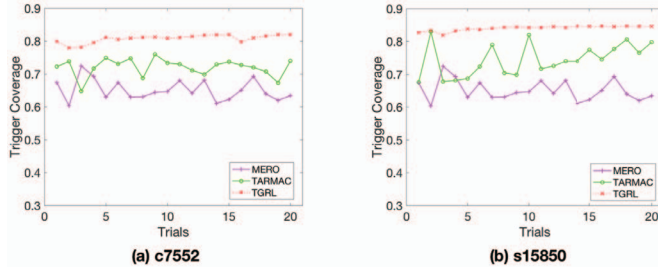 0.9
0.8
0.7
0.6
0.5
0.4
0.3
Trigger Coverage
0 5 10 15 20
Trials
MERO
TARMAC
TGRL
(a) c7552
0.9
0.8
0.7
0.6
0.5
0.4
0.3
Trigger Coverage
0 5 10 15 20
Trials
MERO
TARMAC
TGRL
(b) s15850